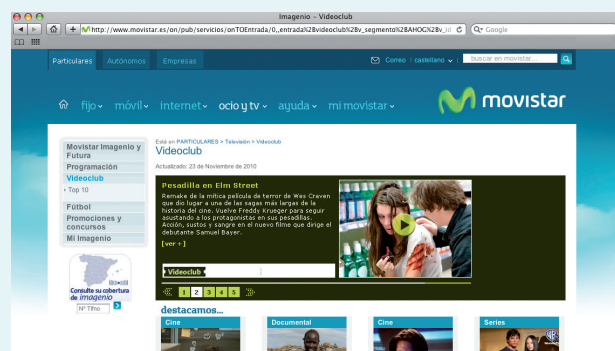 Imagenio – Videoclub
http://www.movistar.es/on/pub/servicios/onTOEntrada/0,,entrada%2Bvideoclub%2Bv_segmento%2BAHOG%2Bv_id
Google
Particulares Autónomos Empresas
Correo | castellano
buscar en movistar...
fijo móvil internet ocio y tv ayuda mi movistar
movistar
Movistar Imagenio y
Futura
Programación
Videoclub
Top 10
Fútbol
Promociones y
concursos
Mi Imagenio
Consulte su cobertura
de imagenio
Nº Tlfno
Está en PARTICULARES > Televisión > Videoclub
Videoclub
Actualizado: 23 de Noviembre de 2010
Pesadilla en Elm Street
Remake de la mítica película de terror de Wes Craven
que dio lugar a una de las sagas más largas de la
historia del cine. Vuelve Freddy Krueger para seguir
asustando a los protagonistas en sus pesadillas.
Acción, sustos y sangre en el nuevo filme que dirige el
debutante Samuel Bayer.
[ver +]
Videoclub
1 2 3 4 5
destacamos...
Cine
Documental
Cine
Series